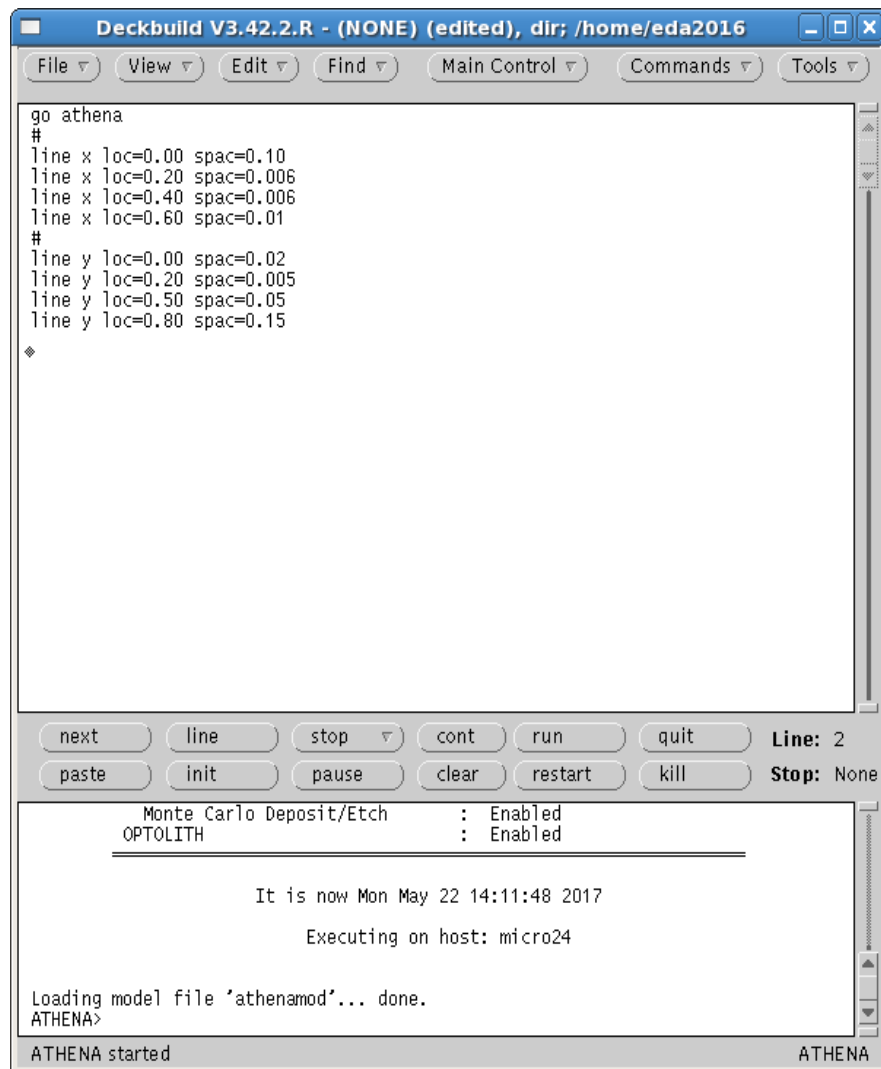 Deckbuild V3.42.2.R - (NONE) (edited), dir; /home/eda2016
File View Edit Find Main Control Commands Tools
go athena
#
line x loc=0.00 spac=0.10
line x loc=0.20 spac=0.006
line x loc=0.40 spac=0.006
line x loc=0.60 spac=0.01
#
line y loc=0.00 spac=0.02
line y loc=0.20 spac=0.005
line y loc=0.50 spac=0.05
line y loc=0.80 spac=0.15
next line stop cont run quit Line: 2
paste init pause clear restart kill Stop: None
Monte Carlo Deposit/Etch : Enabled
OPTOLITH : Enabled
It is now Mon May 22 14:11:48 2017
Executing on host: micro24
Loading model file 'athenamod'... done.
ATHENA>
ATHENA started ATHENA